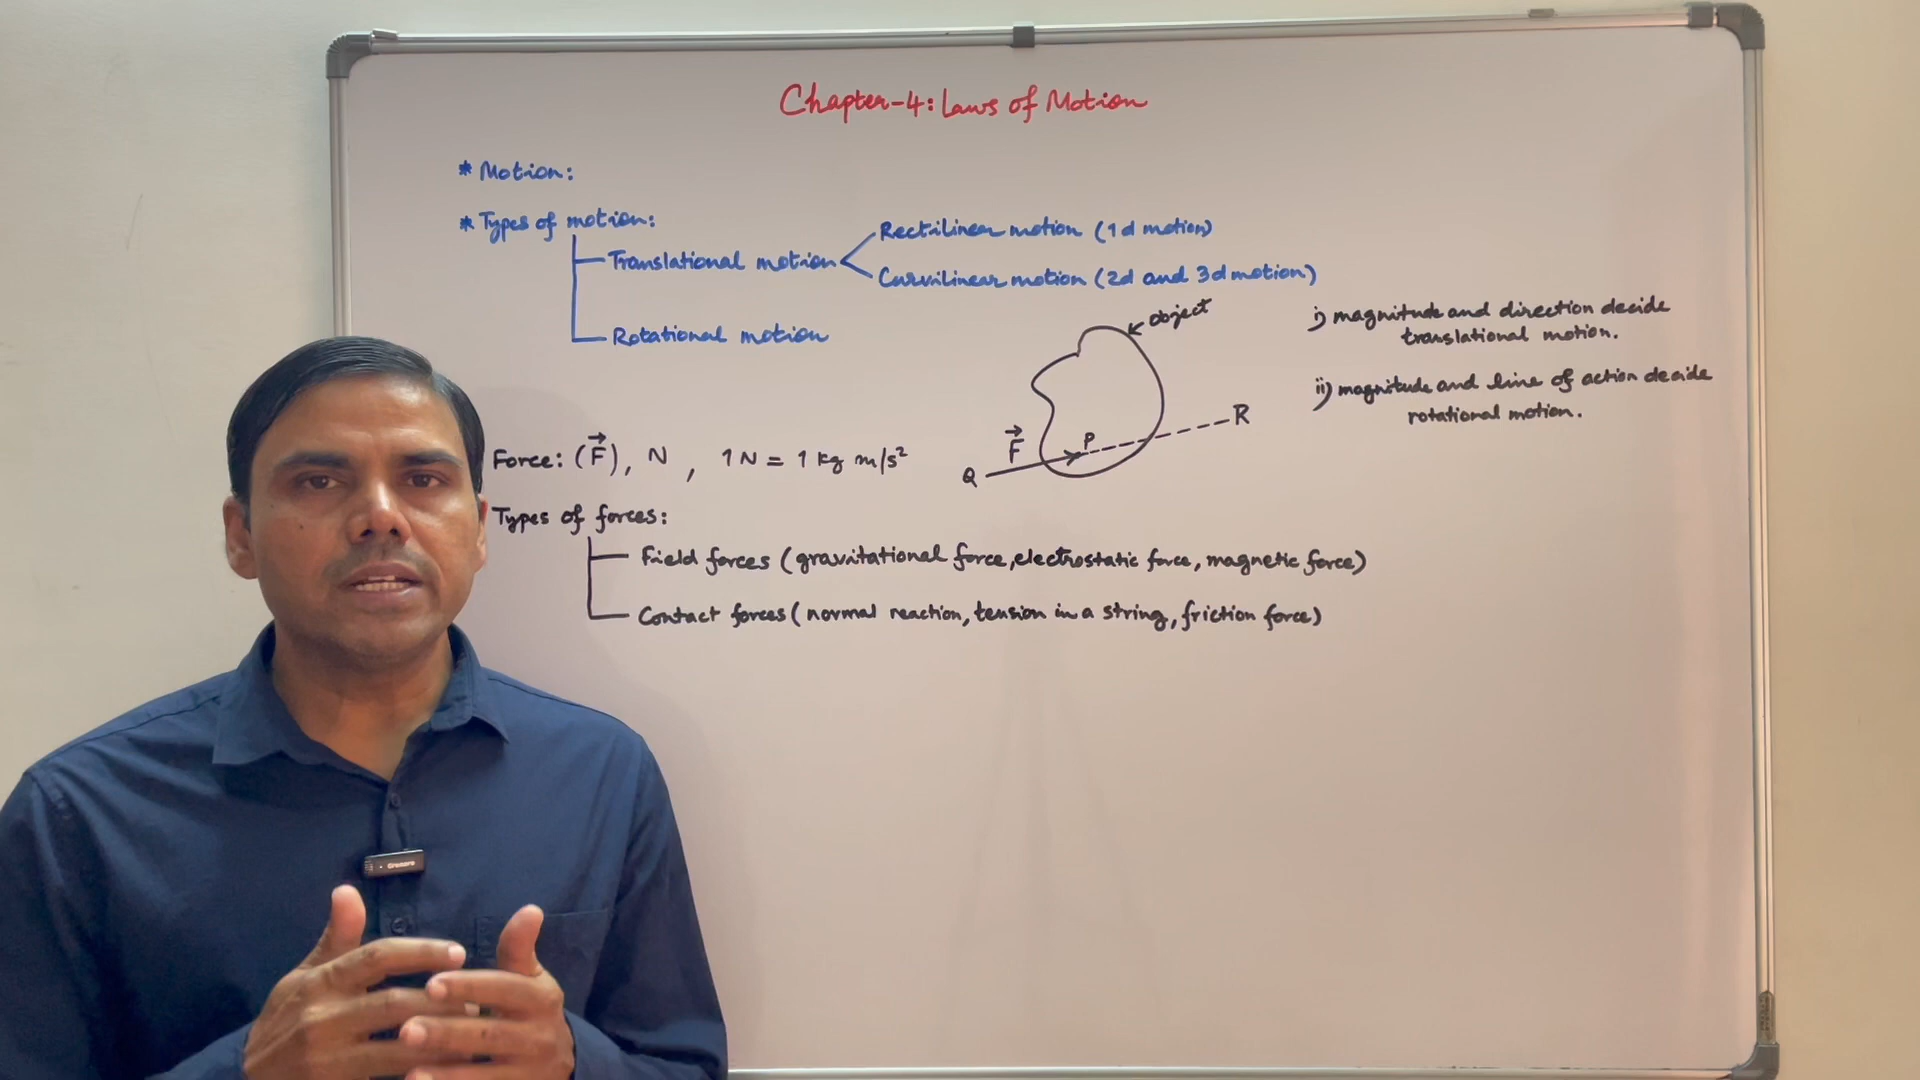 Chapter-4: Laws of Motion
* Motion:
* Types of motion:
Translational motion
Rectilinear motion (1d motion)
Curvilinear motion (2d and 3d motion)
Rotational motion
object
F
P
Q
R
i) magnitude and direction decide
translational motion.
ii) magnitude and line of action decide
rotational motion.
Force: (F), N , 1 N = 1 kg m/s²
Types of forces:
Field forces (gravitational force, electrostatic force, magnetic force)
Contact forces (normal reaction, tension in a string, friction force)